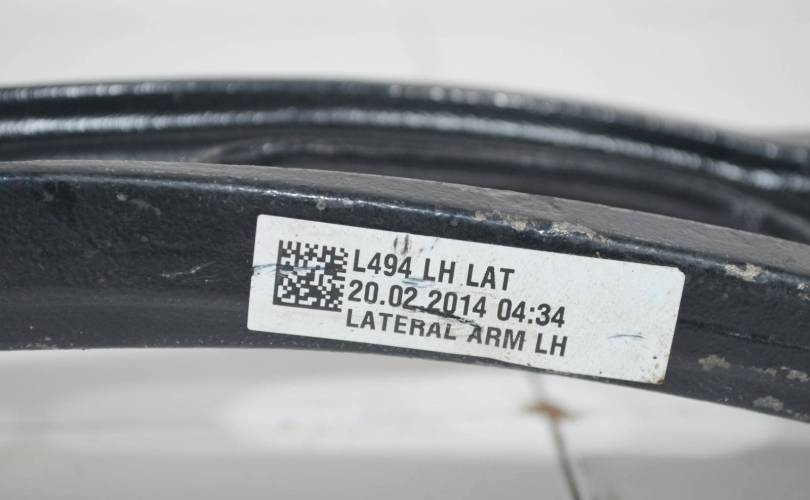 L494 LH LAT
20.02.2014 04:34
LATERAL ARM LH